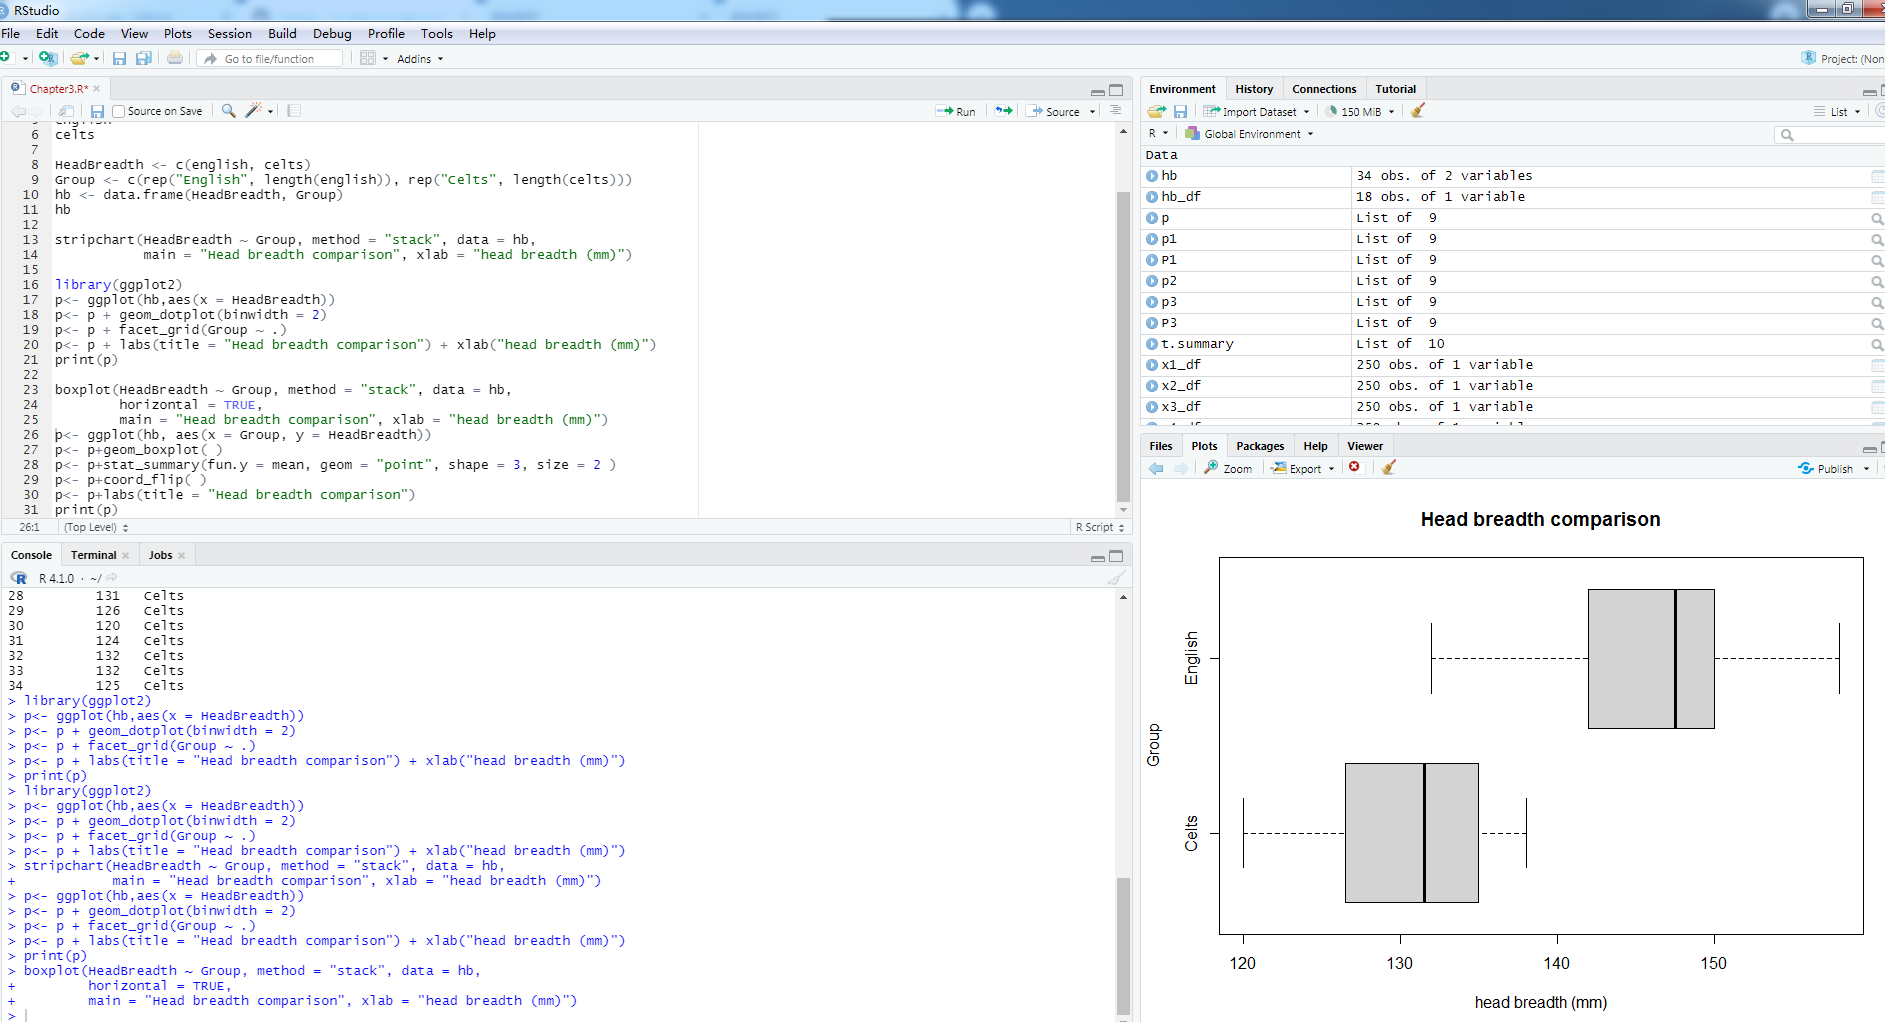 RStudio
File Edit Code View Plots Session Build Debug Profile Tools Help
Go to file/function Addins Project: (Non
Chapter3.R*
Source on Save Run Source
6 celts
7
8 HeadBreadth <- c(english, celts)
9 Group <- c(rep("English", length(english)), rep("Celts", length(celts)))
10 hb <- data.frame(HeadBreadth, Group)
11 hb
12
13 stripchart(HeadBreadth ~ Group, method = "stack", data = hb,
14 main = "Head breadth comparison", xlab = "head breadth (mm)")
15
16 library(ggplot2)
17 p<- ggplot(hb,aes(x = HeadBreadth))
18 p<- p + geom_dotplot(binwidth = 2)
19 p<- p + facet_grid(Group ~ .)
20 p<- p + labs(title = "Head breadth comparison") + xlab("head breadth (mm)")
21 print(p)
22
23 boxplot(HeadBreadth ~ Group, method = "stack", data = hb,
24 horizontal = TRUE,
25 main = "Head breadth comparison", xlab = "head breadth (mm)")
26 p<- ggplot(hb, aes(x = Group, y = HeadBreadth))
27 p<- p+geom_boxplot( )
28 p<- p+stat_summary(fun.y = mean, geom = "point", shape = 3, size = 2 )
29 p<- p+coord_flip( )
30 p<- p+labs(title = "Head breadth comparison")
31 print(p)
26:1 (Top Level) R Script
Console Terminal Jobs
R 4.1.0 · ~/
28 131 Celts
29 126 Celts
30 120 Celts
31 124 Celts
32 132 Celts
33 132 Celts
34 125 Celts
> library(ggplot2)
> p<- ggplot(hb,aes(x = HeadBreadth))
> p<- p + geom_dotplot(binwidth = 2)
> p<- p + facet_grid(Group ~ .)
> p<- p + labs(title = "Head breadth comparison") + xlab("head breadth (mm)")
> print(p)
> library(ggplot2)
> p<- ggplot(hb,aes(x = HeadBreadth))
> p<- p + geom_dotplot(binwidth = 2)
> p<- p + facet_grid(Group ~ .)
> p<- p + labs(title = "Head breadth comparison") + xlab("head breadth (mm)")
> stripchart(HeadBreadth ~ Group, method = "stack", data = hb,
+ main = "Head breadth comparison", xlab = "head breadth (mm)")
> p<- ggplot(hb,aes(x = HeadBreadth))
> p<- p + geom_dotplot(binwidth = 2)
> p<- p + facet_grid(Group ~ .)
> p<- p + labs(title = "Head breadth comparison") + xlab("head breadth (mm)")
> print(p)
> boxplot(HeadBreadth ~ Group, method = "stack", data = hb,
+ horizontal = TRUE,
+ main = "Head breadth comparison", xlab = "head breadth (mm)")
>
Environment History Connections Tutorial
Import Dataset 150 MiB List
R Global Environment
Data
hb 34 obs. of 2 variables
hb_df 18 obs. of 1 variable
p List of 9
p1 List of 9
P1 List of 9
p2 List of 9
p3 List of 9
P3 List of 9
t.summary List of 10
x1_df 250 obs. of 1 variable
x2_df 250 obs. of 1 variable
x3_df 250 obs. of 1 variable
Files Plots Packages Help Viewer
Zoom Export Publish
Head breadth comparison
English
Group
Celts
120 130 140 150
head breadth (mm)